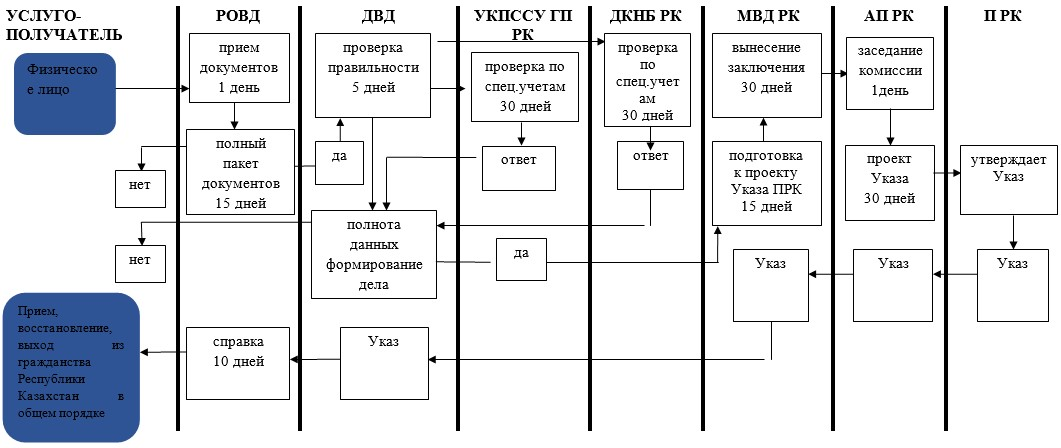 УСЛУГО-
ПОЛУЧАТЕЛЬ
РОВД
ДВД
УКПССУ ГП
РК
ДКНБ РК
МВД РК
АП РК
П РК
Физическо
е лицо
прием
документов
1 день
проверка
правильности
5 дней
проверка по
спец.учетам
30 дней
проверка
по
спец.учет
ам
30 дней
вынесение
заключения
30 дней
заседание
комиссии
1день
нет
полный
пакет
документов
15 дней
да
ответ
ответ
подготовка
к проекту
Указа ПРК
15 дней
проект
Указа
30 дней
утверждает
Указ
нет
полнота
данных
формирование
дела
да
Указ
Указ
Указ
Прием,
восстановление,
выход из
гражданства
Республики
Казахстан в
общем порядке
справка
10 дней
Указ